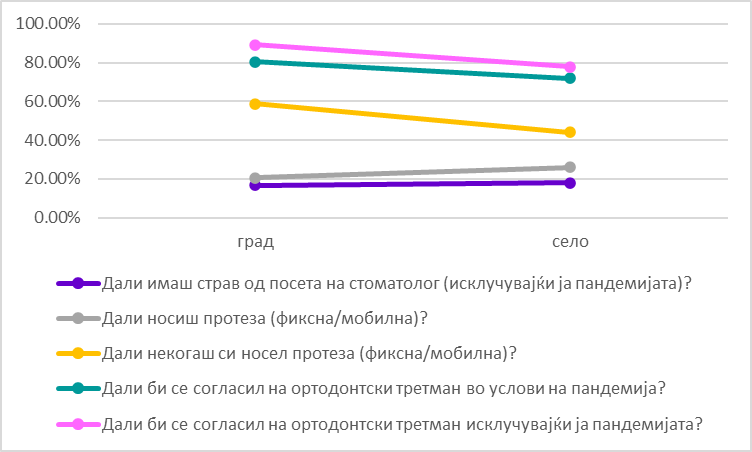 100.00%
80.00%
60.00%
40.00%
20.00%
0.00%
град село
Дали имаш страв од посета на стоматолог (исклучувајќи ја пандемијата)?
Дали носиш протеза (фиксна/мобилна)?
Дали некогаш си носел протеза (фиксна/мобилна)?
Дали би се согласил на ортодонтски третман во услови на пандемија?
Дали би се согласил на ортодонтски третман исклучувајќи ја пандемијата?